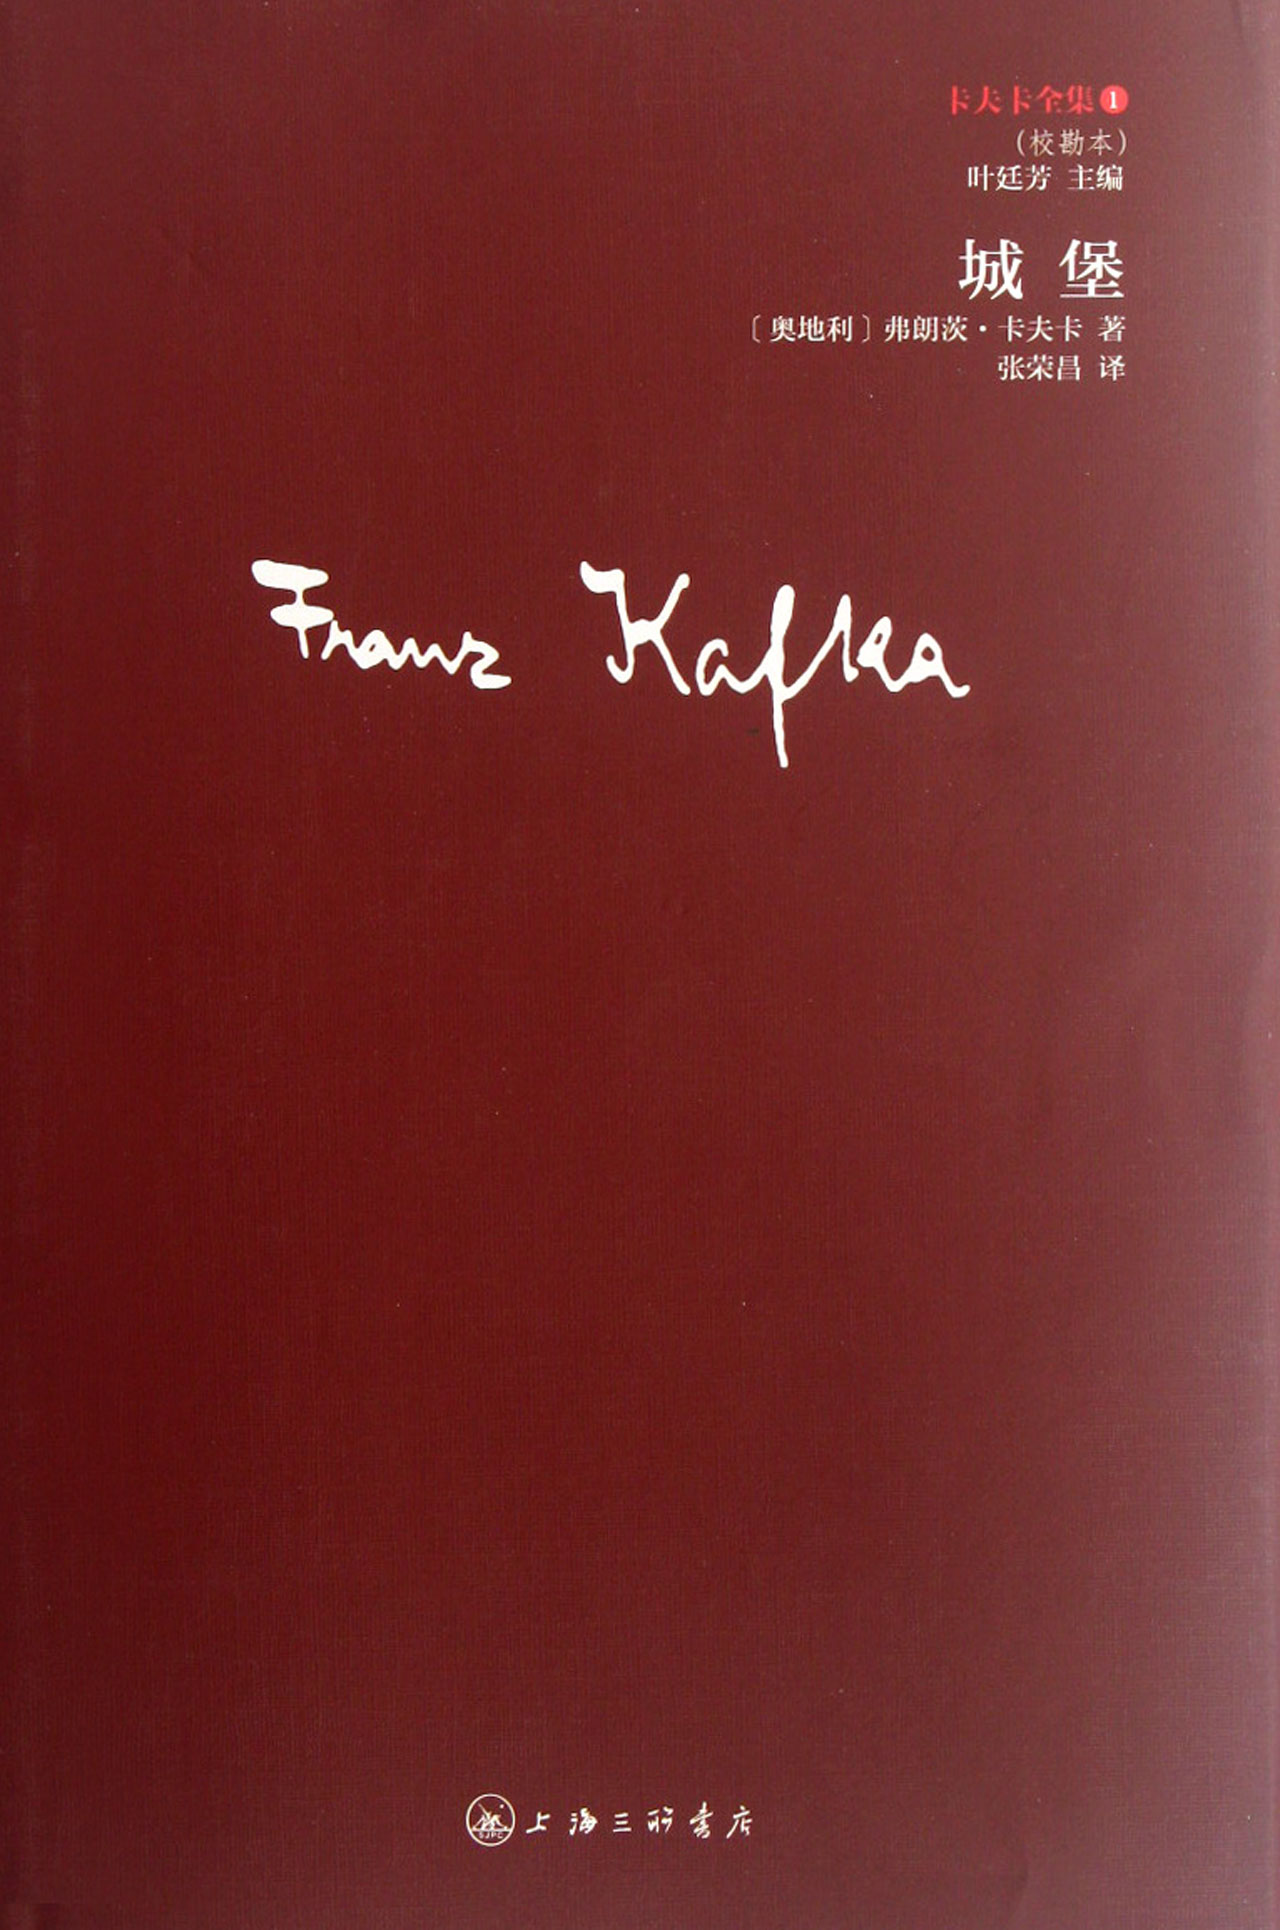 卡夫卡全集1
(校勘本)
叶廷芳 主编
城堡
〔奥地利〕弗朗茨·卡夫卡 著
张荣昌 译
Franz Kafka
SJPC 上海三联书店